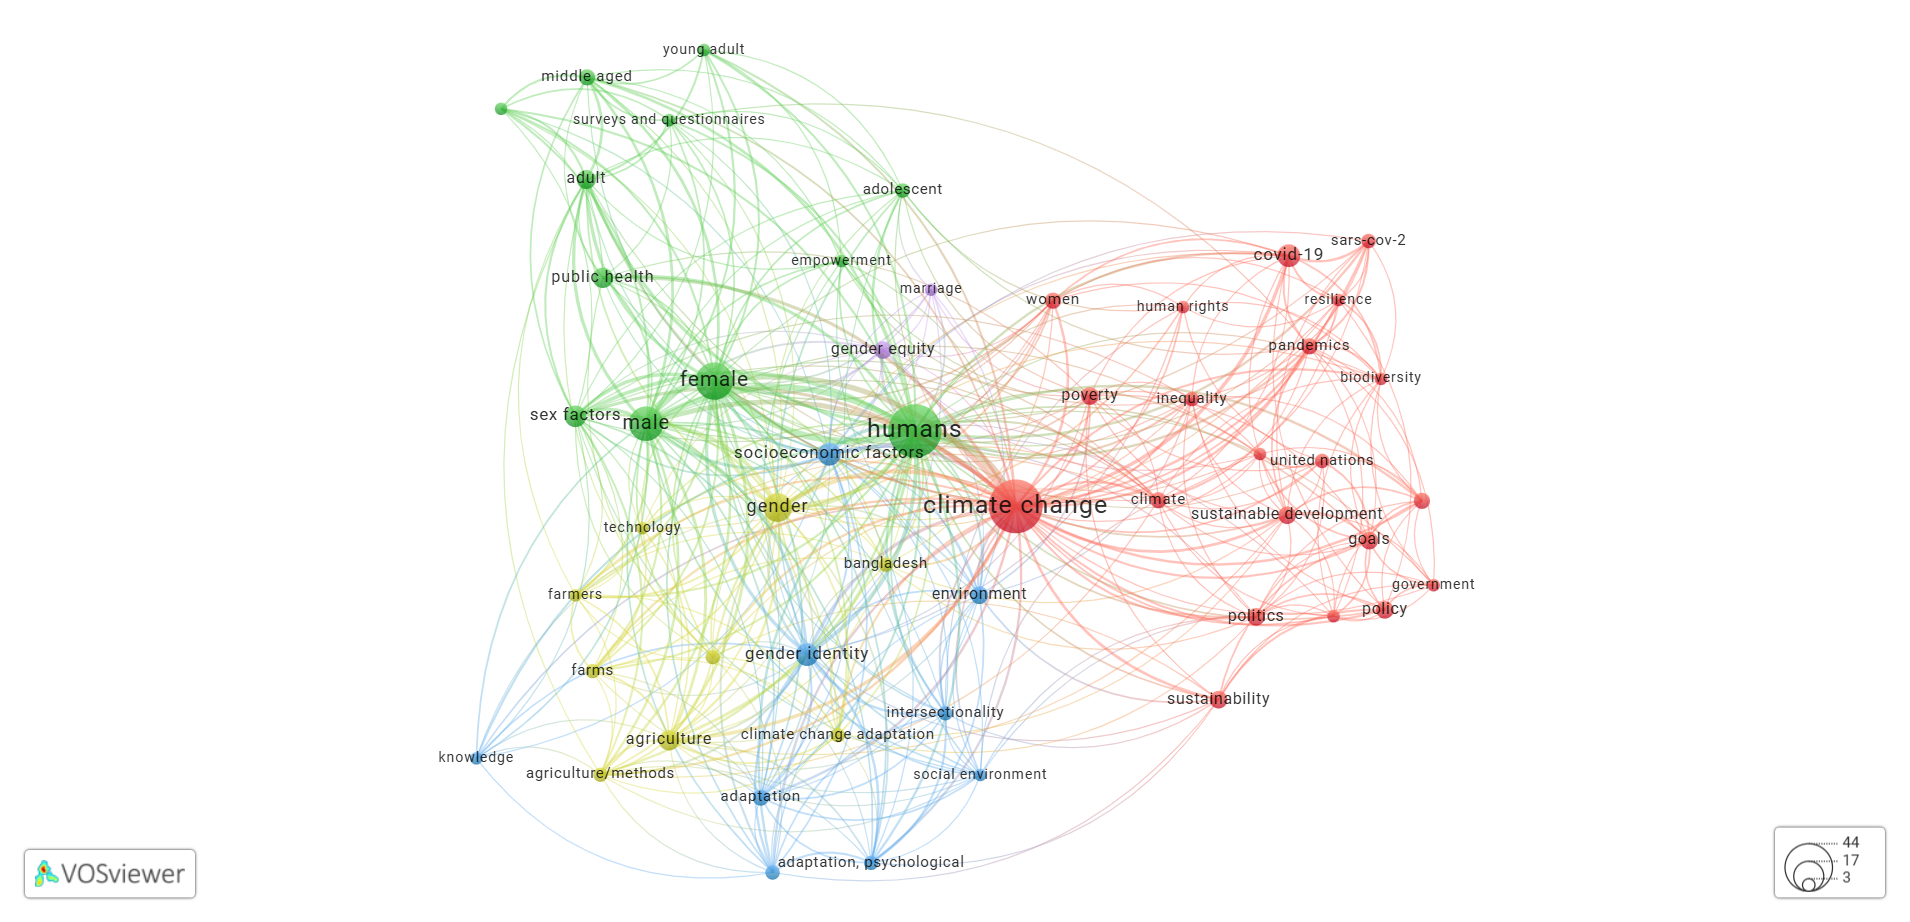 young adult
middle aged
surveys and questionnaires
adult
adolescent
sars-cov-2
covid-19
empowerment
public health
marriage
women
human rights
resilience
gender equity
pandemics
female
biodiversity
poverty
inequality
sex factors
male
humans
socioeconomic factors
united nations
climate
gender
climate change
sustainable development
technology
goals
bangladesh
government
farmers
environment
politics
policy
gender identity
farms
sustainability
intersectionality
agriculture
climate change adaptation
knowledge
agriculture/methods
social environment
adaptation
adaptation, psychological
VOSviewer
44
17
3